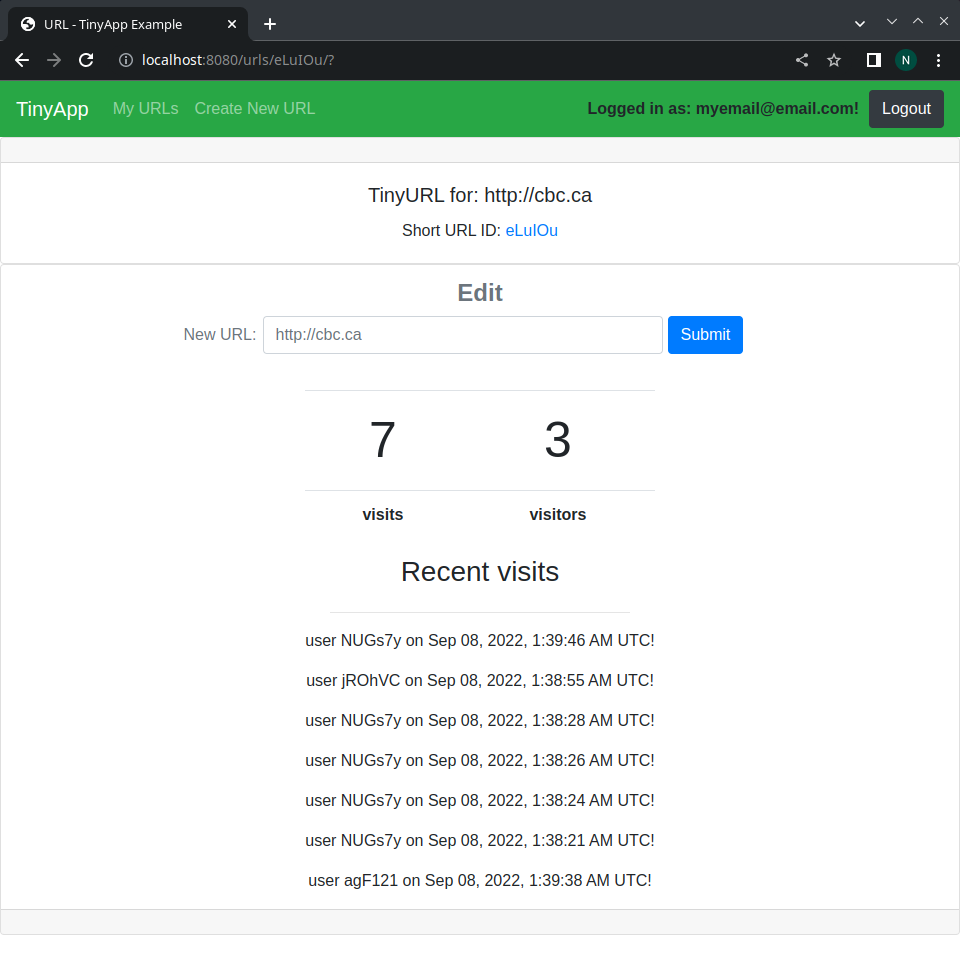 URL - TinyApp Example
localhost:8080/urls/eLuIOu/?
N
TinyApp My URLs Create New URL Logged in as: myemail@email.com! Logout
TinyURL for: http://cbc.ca
Short URL ID: eLuIOu
Edit
New URL: http://cbc.ca Submit
7 3
visits visitors
Recent visits
user NUGs7y on Sep 08, 2022, 1:39:46 AM UTC!
user jROhVC on Sep 08, 2022, 1:38:55 AM UTC!
user NUGs7y on Sep 08, 2022, 1:38:28 AM UTC!
user NUGs7y on Sep 08, 2022, 1:38:26 AM UTC!
user NUGs7y on Sep 08, 2022, 1:38:24 AM UTC!
user NUGs7y on Sep 08, 2022, 1:38:21 AM UTC!
user agF121 on Sep 08, 2022, 1:39:38 AM UTC!